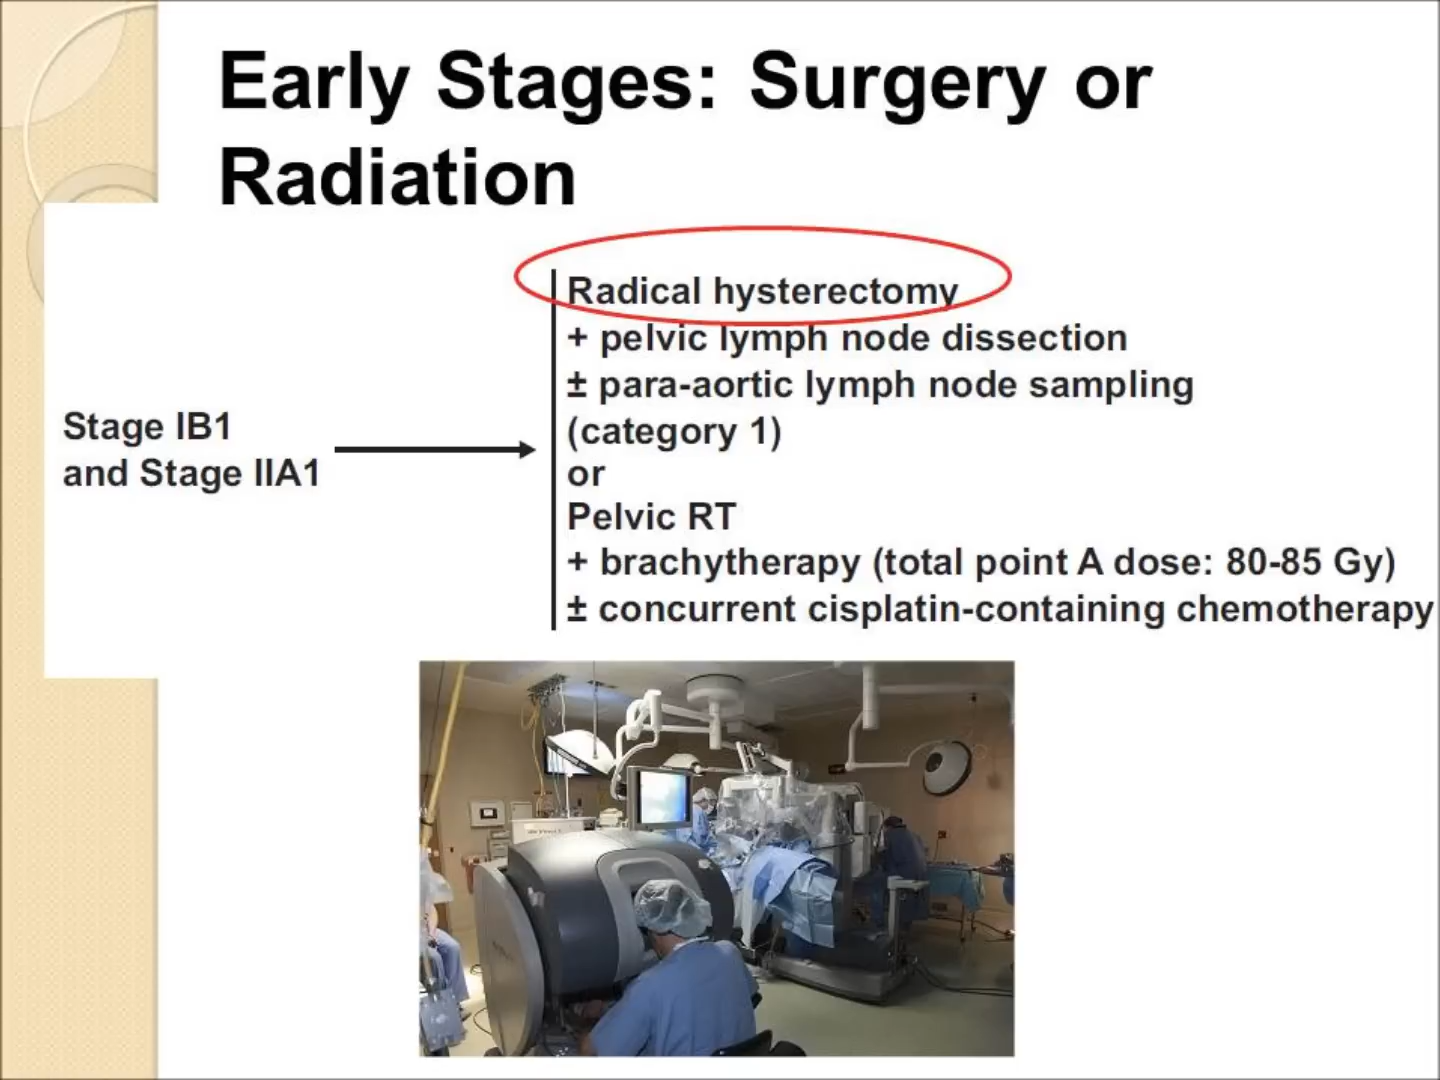 Early Stages: Surgery or
Radiation
Stage IB1
and Stage IIA1
Radical hysterectomy
+ pelvic lymph node dissection
± para-aortic lymph node sampling
(category 1)
or
Pelvic RT
+ brachytherapy (total point A dose: 80-85 Gy)
± concurrent cisplatin-containing chemotherapy